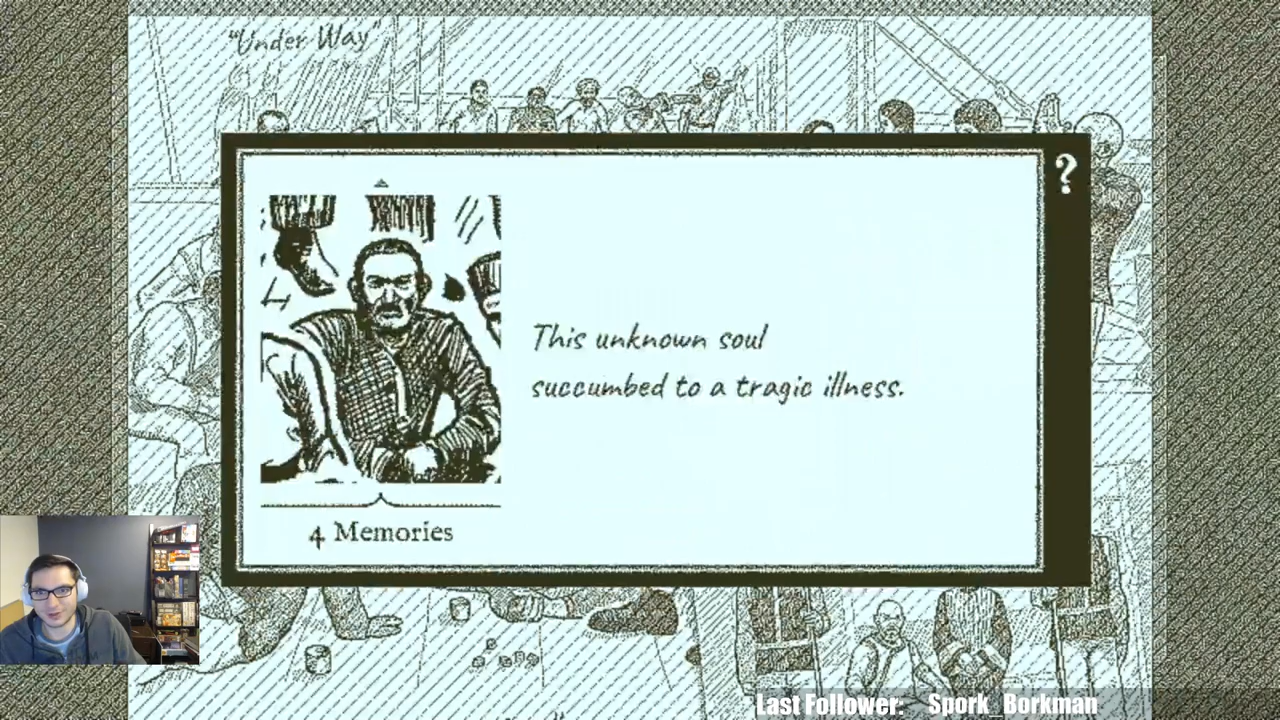 "Under Way"
?
This unknown soul
succumbed to a tragic illness.
4 Memories
Last Follower: Spork_Borkman